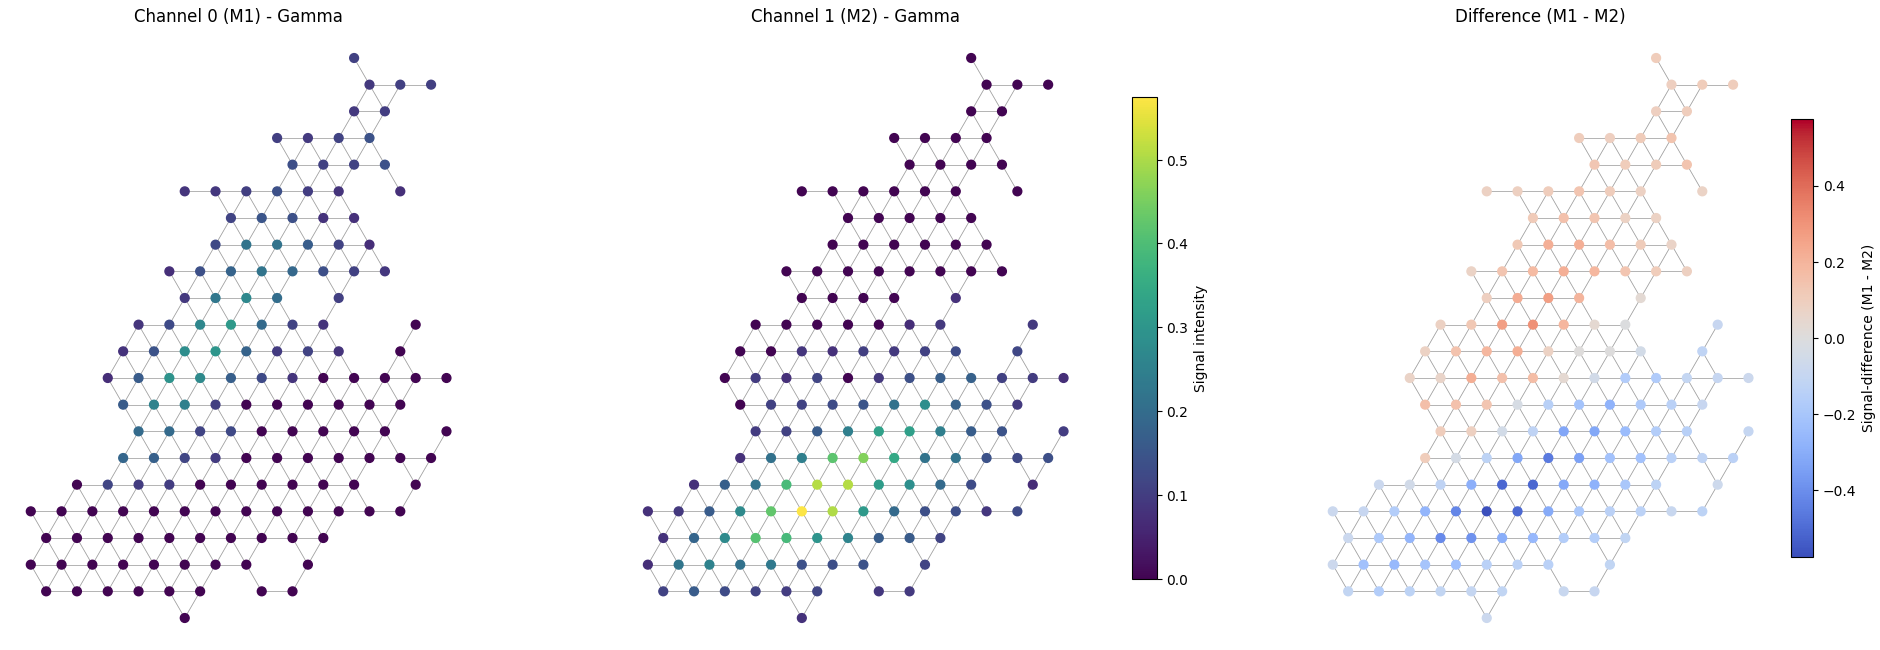 Channel 0 (M1) - Gamma
Channel 1 (M2) - Gamma
Difference (M1 - M2)
0.5
0.4
0.3
0.2
0.1
0.0
Signal intensity
0.4
0.2
0.0
−0.2
−0.4
Signal-difference (M1 - M2)